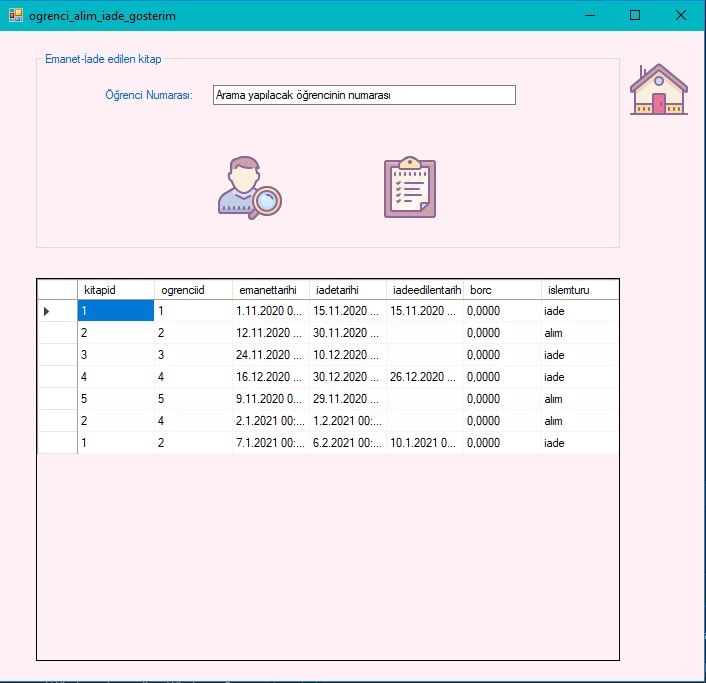 ogrenci_alim_iade_gosterim
Emanet-İade edilen kitap
Öğrenci Numarası: Arama yapılacak öğrencinin numarası
kitapid ogrenciid emanettarihi iadetarihi iadeedilentarih borc islemturu
1 1 1.11.2020 0... 15.11.2020 ... 15.11.2020 ... 0,0000 iade
2 2 12.11.2020 ... 30.11.2020 ... 0,0000 alım
3 3 24.11.2020 ... 10.12.2020 ... 0,0000 iade
4 4 16.12.2020 ... 30.12.2020 ... 26.12.2020 ... 0,0000 iade
5 5 9.11.2020 0... 29.11.2020 ... 0,0000 alım
2 4 2.1.2021 00:... 1.2.2021 00:... 0,0000 alım
1 2 7.1.2021 00:... 6.2.2021 00:... 10.1.2021 0... 0,0000 iade